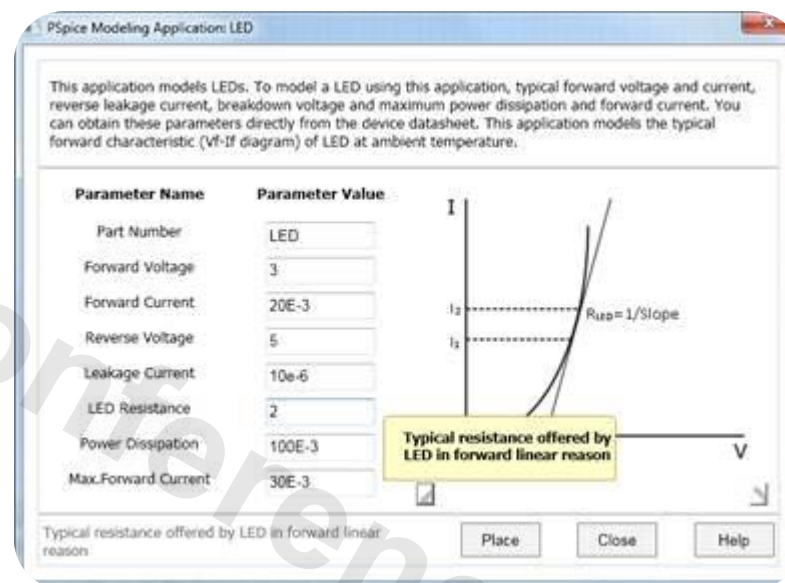 PSpice Modeling Application: LED
This application models LEDs. To model a LED using this application, typical forward voltage and current,
reverse leakage current, breakdown voltage and maximum power dissipation and forward current. You
can obtain these parameters directly from the device datasheet. This application models the typical
forward characteristic (Vf-If diagram) of LED at ambient temperature.
Parameter Name Parameter Value
Part Number LED
Forward Voltage 3
Forward Current 20E-3
Reverse Voltage 5
Leakage Current 10e-6
LED Resistance 2
Power Dissipation 100E-3
Max.Forward Current 30E-3
I
I2
RLED=1/Slope
I1
Typical resistance offered by
LED in forward linear reason
V
Typical resistance offered by LED in forward linear
reason
Place Close Help